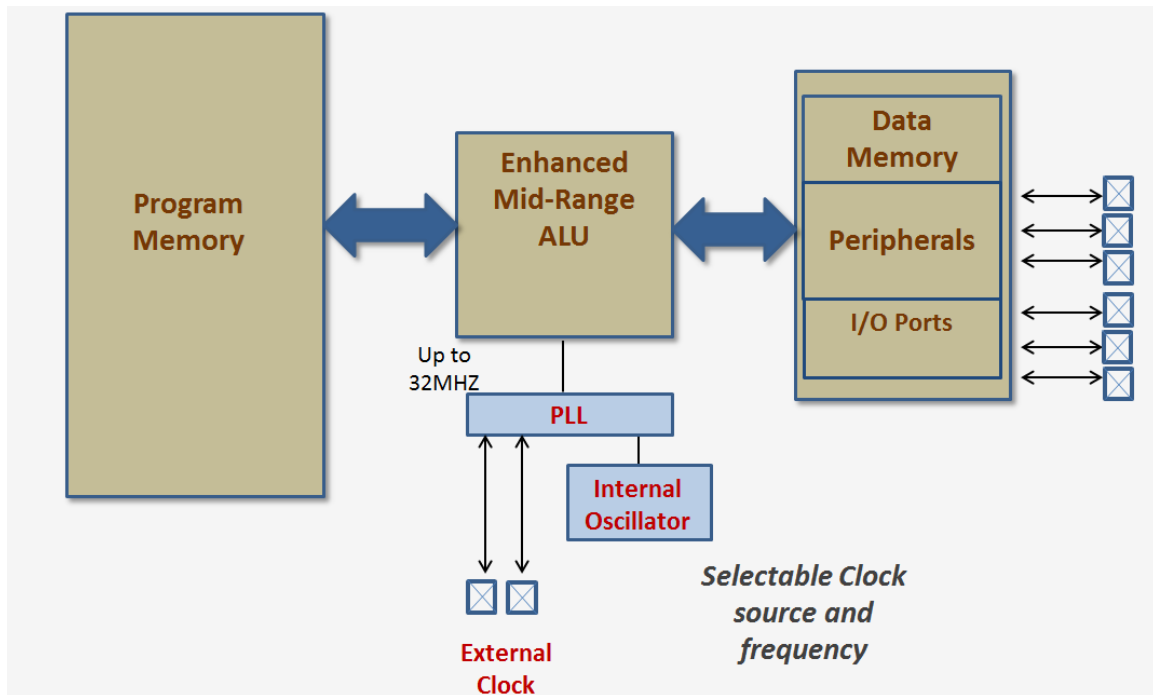 Program
Memory
Enhanced
Mid-Range
ALU
Data
Memory
Peripherals
I/O Ports
Up to
32MHZ
PLL
Internal
Oscillator
External
Clock
Selectable Clock
source and
frequency